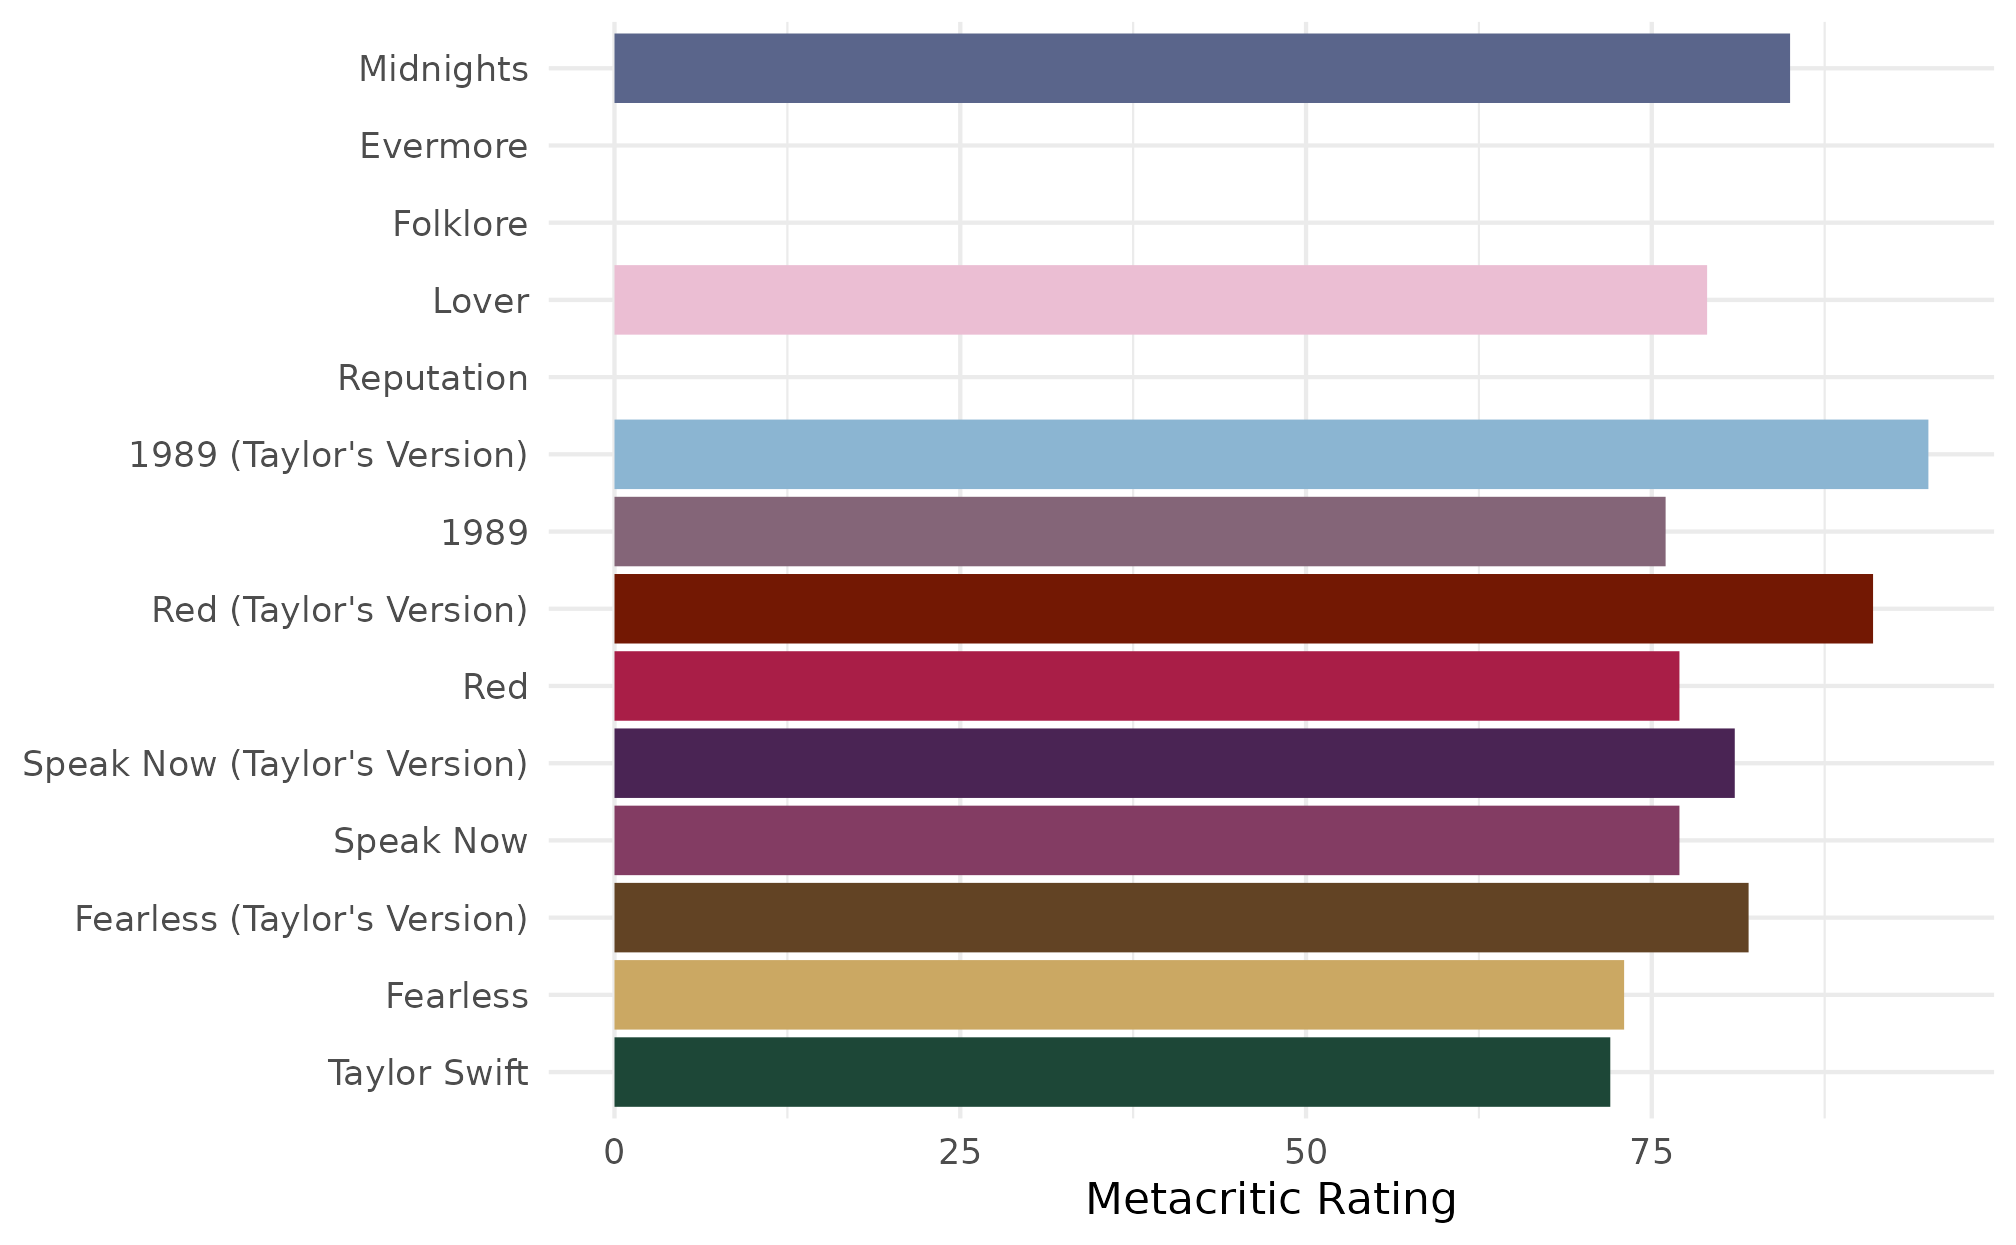 Midnights
Evermore
Folklore
Lover
Reputation
1989 (Taylor's Version)
1989
Red (Taylor's Version)
Red
Speak Now (Taylor's Version)
Speak Now
Fearless (Taylor's Version)
Fearless
Taylor Swift
0 25 50 75
Metacritic Rating